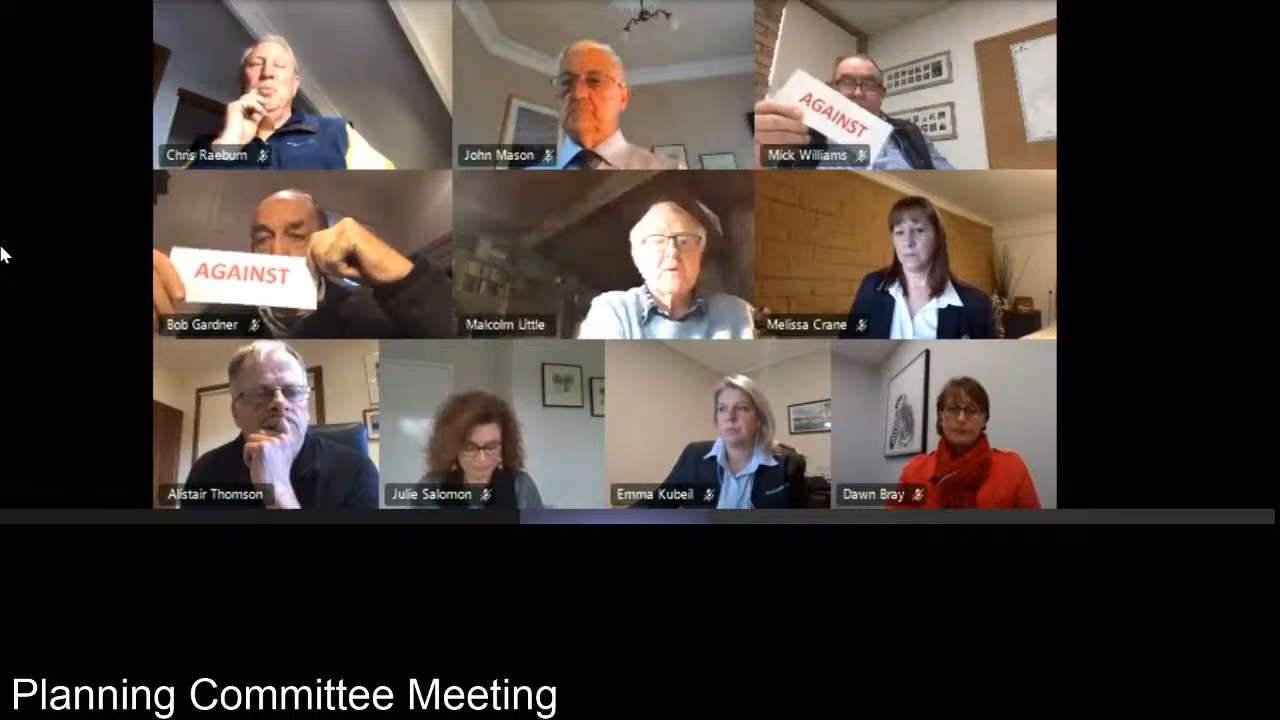 Chris Raeburn
John Mason
AGAINST
Mick Williams
AGAINST
Bob Gardner
Malcolm Little
Melissa Crane
Alistair Thomson
Julie Salomon
Emma Kubeil
Dawn Bray
Planning Committee Meeting